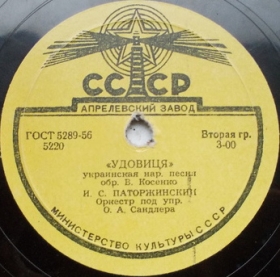 СССР
АПРЕЛЕВСКИЙ ЗАВОД
ГОСТ 5289-56
5220
Вторая гр.
3-00
«УДОВИЦЯ»
украинская нар. песня
обр. В. Косенко
И. С. ПАТОРЖИНСКИЙ
Оркестр под упр.
О. А. Сандлера
МИНИСТЕРСТВО КУЛЬТУРЫ СССР